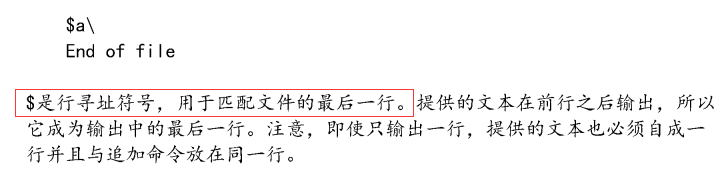 $a\
End of file
$是行寻址符号，用于匹配文件的最后一行。提供的文本在前行之后输出，所以
它成为输出中的最后一行。注意，即使只输出一行，提供的文本也必须自成一
行并且与追加命令放在同一行。